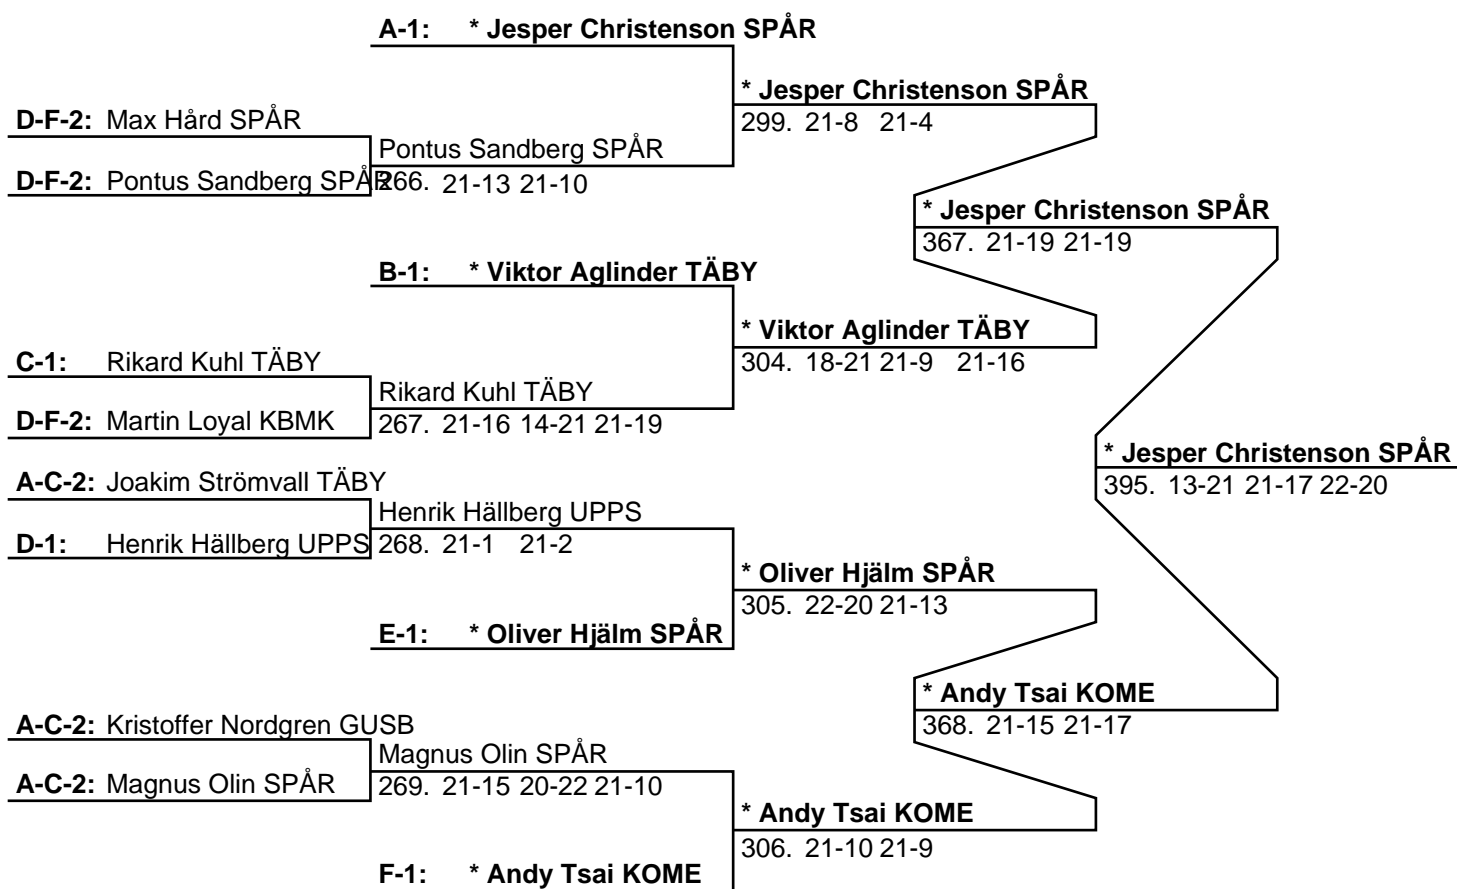 A-1: * Jesper Christenson SPÅR
* Jesper Christenson SPÅR
D-F-2: Max Hård SPÅR
299. 21-8 21-4
Pontus Sandberg SPÅR
D-F-2: Pontus Sandberg SPÅR
266. 21-13 21-10
* Jesper Christenson SPÅR
367. 21-19 21-19
B-1: * Viktor Aglinder TÄBY
* Viktor Aglinder TÄBY
C-1: Rikard Kuhl TÄBY
304. 18-21 21-9 21-16
Rikard Kuhl TÄBY
D-F-2: Martin Loyal KBMK
267. 21-16 14-21 21-19
* Jesper Christenson SPÅR
395. 13-21 21-17 22-20
A-C-2: Joakim Strömvall TÄBY
Henrik Hällberg UPPS
D-1: Henrik Hällberg UPPS
268. 21-1 21-2
* Oliver Hjälm SPÅR
305. 22-20 21-13
E-1: * Oliver Hjälm SPÅR
* Andy Tsai KOME
368. 21-15 21-17
A-C-2: Kristoffer Nordgren GUSB
Magnus Olin SPÅR
A-C-2: Magnus Olin SPÅR
269. 21-15 20-22 21-10
* Andy Tsai KOME
306. 21-10 21-9
F-1: * Andy Tsai KOME